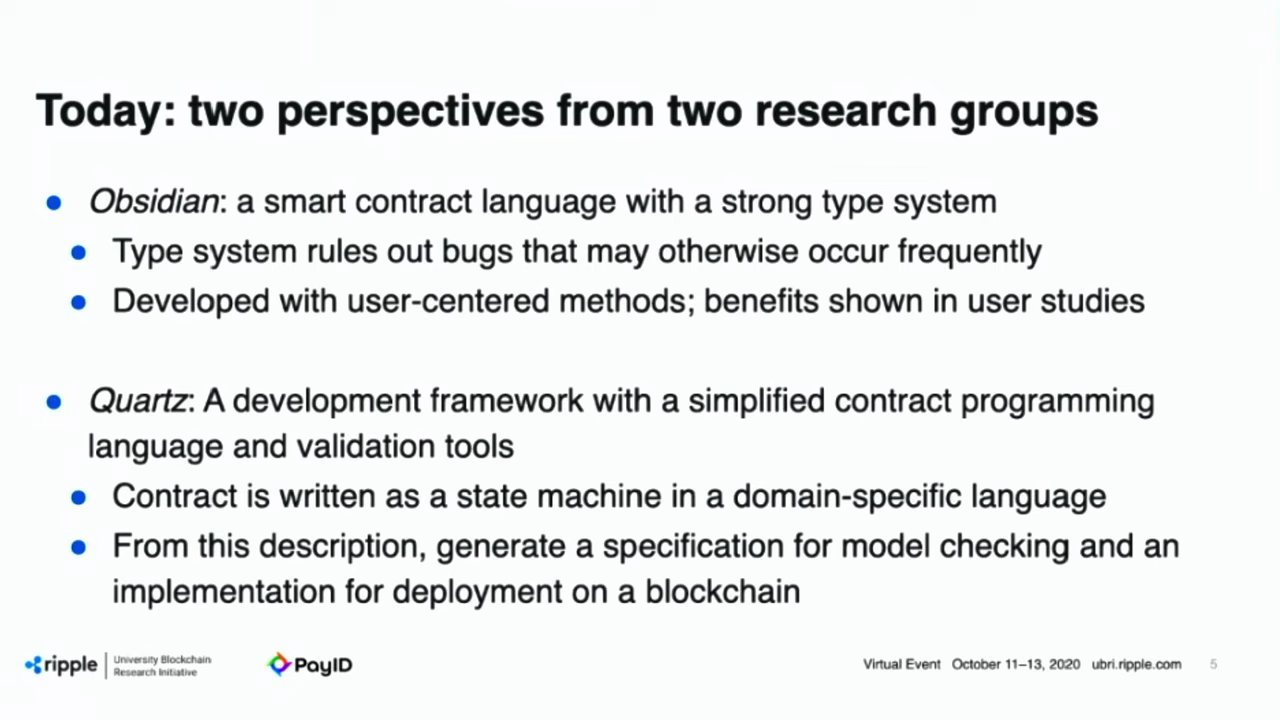 Today: two perspectives from two research groups
● Obsidian: a smart contract language with a strong type system
● Type system rules out bugs that may otherwise occur frequently
● Developed with user-centered methods; benefits shown in user studies
● Quartz: A development framework with a simplified contract programming
language and validation tools
● Contract is written as a state machine in a domain-specific language
● From this description, generate a specification for model checking and an
implementation for deployment on a blockchain
ripple
University Blockchain
Research Initiative
PayID
Virtual Event October 11–13, 2020 ubri.ripple.com 5